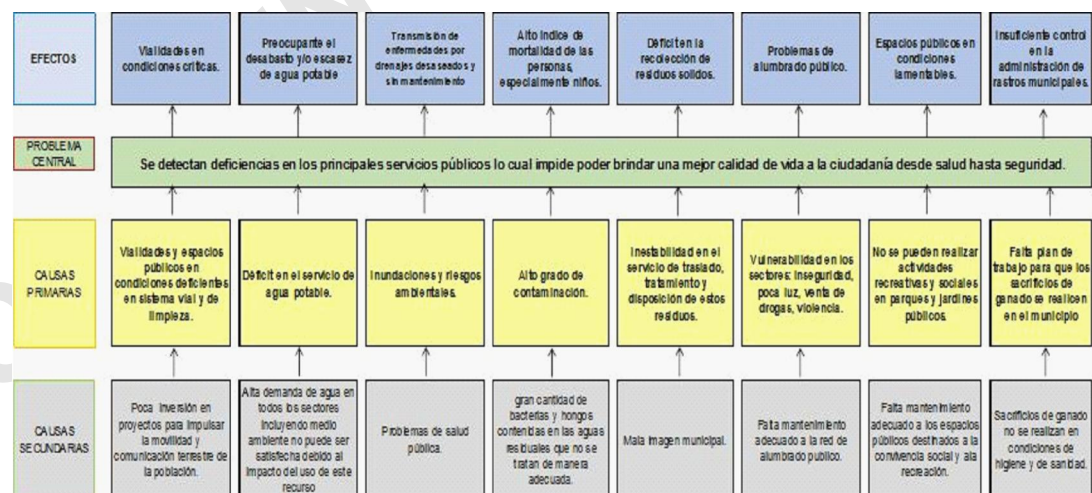 EFECTOS
Vialidades en
condiciones criticas.
Preocupante el
desabasto y/o escasez
de agua potable
Transmisión de
enfermedades por
drenajes desaseados y
sin mantenimiento
Alto indice de
mortalidad de las
personas,
especialmente niños.
Déficit en la
recolección de
residuos solidos.
Problemas de
alumbrado público.
Espacios públicos en
condiciones
lamentables.
Insuficiente control
en la
administración de
rastros municipales.
PROBLEMA
CENTRAL
Se detectan deficiencias en los principales servicios públicos lo cual impide poder brindar una mejor calidad de vida a la ciudadanía desde salud hasta seguridad.
CAUSAS
PRIMARIAS
Vialidades y espacios
públicos en
condiciones deficientes
en sistema vial y de
limpieza.
Déficit en el servicio de
agua potable.
Inundaciones y riesgos
ambientales.
Alto grado de
contaminación.
Inestabilidad en el
servicio de traslado,
tratamiento y
disposición de estos
residuos.
Vulnerabilidad en los
sectores: inseguridad,
poca luz, venta de
drogas, violencia.
No se pueden realizar
actividades
recreativas y sociales
en parques y jardines
públicos.
Falta plan de
trabajo para que los
sacrificios de
ganado se realicen
en el municipio
CAUSAS
SECUNDARIAS
Poca inversión en
proyectos para impulsar
la movilidad y
comunicación terrestre de
la población.
Alta demanda de agua en
todos los sectores
incluyendo medio
ambiente no puede ser
satisfecha debido al
impacto del uso de este
recurso
Problemas de salud
pública.
gran cantidad de
bacterias y hongos
contenidas en las aguas
residuales que no se
tratan de manera
adecuada.
Mala imagen municipal.
Falta mantenimiento
adecuado a la red de
alumbrado publico.
Falta mantenimiento
adecuado a los espacios
públicos destinados a la
convivencia social y a la
recreación.
Sacrificios de ganado
no se realizan en
condiciones de
higiene y de sanidad.